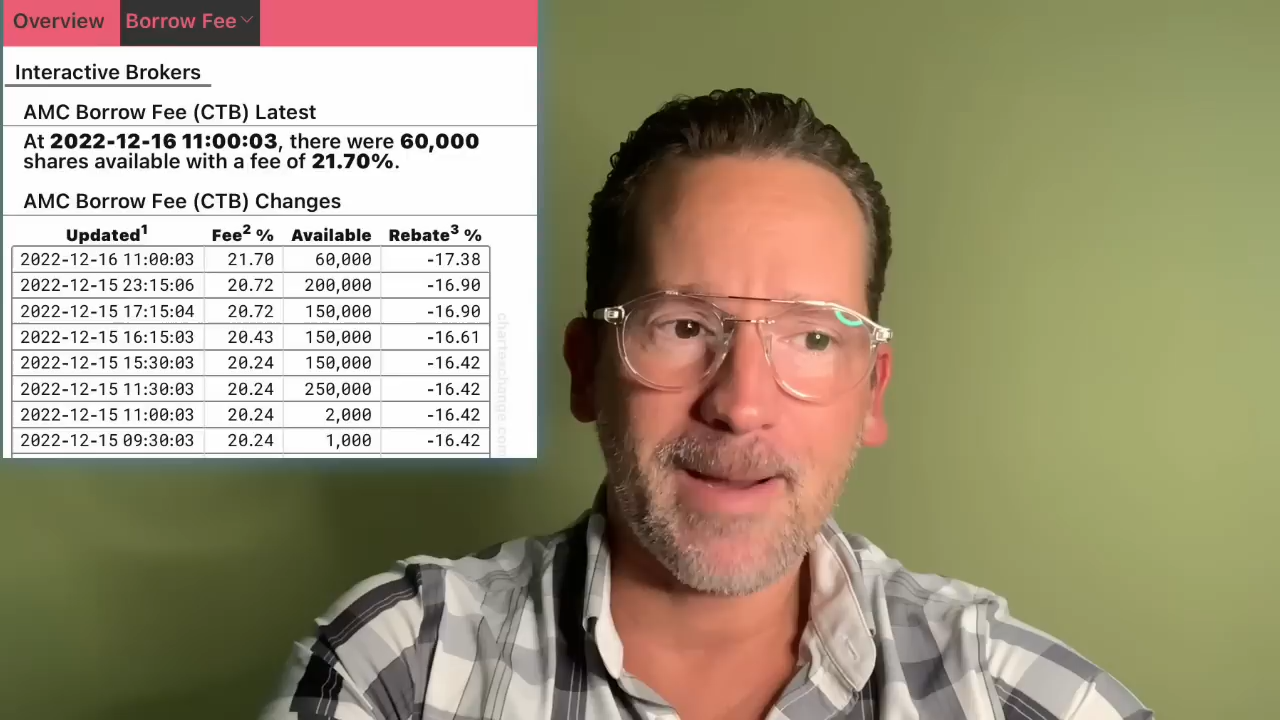 Overview Borrow Fee
Interactive Brokers
AMC Borrow Fee (CTB) Latest
At 2022-12-16 11:00:03, there were 60,000
shares available with a fee of 21.70%.
AMC Borrow Fee (CTB) Changes
Updated1 Fee2 % Available Rebate3 %
2022-12-16 11:00:03 21.70 60,000 -17.38
2022-12-15 23:15:06 20.72 200,000 -16.90
2022-12-15 17:15:04 20.72 150,000 -16.90
2022-12-15 16:15:03 20.43 150,000 -16.61
2022-12-15 15:30:03 20.24 150,000 -16.42
2022-12-15 11:30:03 20.24 250,000 -16.42
2022-12-15 11:00:03 20.24 2,000 -16.42
2022-12-15 09:30:03 20.24 1,000 -16.42
chartexchange.com